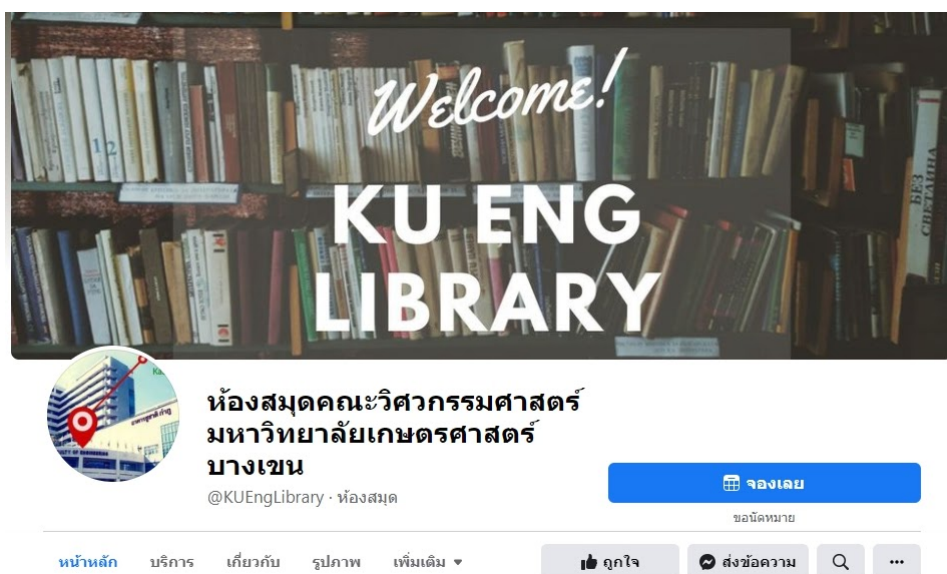 Welcome!
KU ENG
LIBRARY
БЕЗ
СВЕТАИНА
12
ห้องสมุดคณะวิศวกรรมศาสตร์
มหาวิทยาลัยเกษตรศาสตร์
บางเขน
@KUEngLibrary · ห้องสมุด
จองเลย
ขอนัดหมาย
หน้าหลัก บริการ เกี่ยวกับ รูปภาพ เพิ่มเติม ถูกใจ ส่งข้อความ